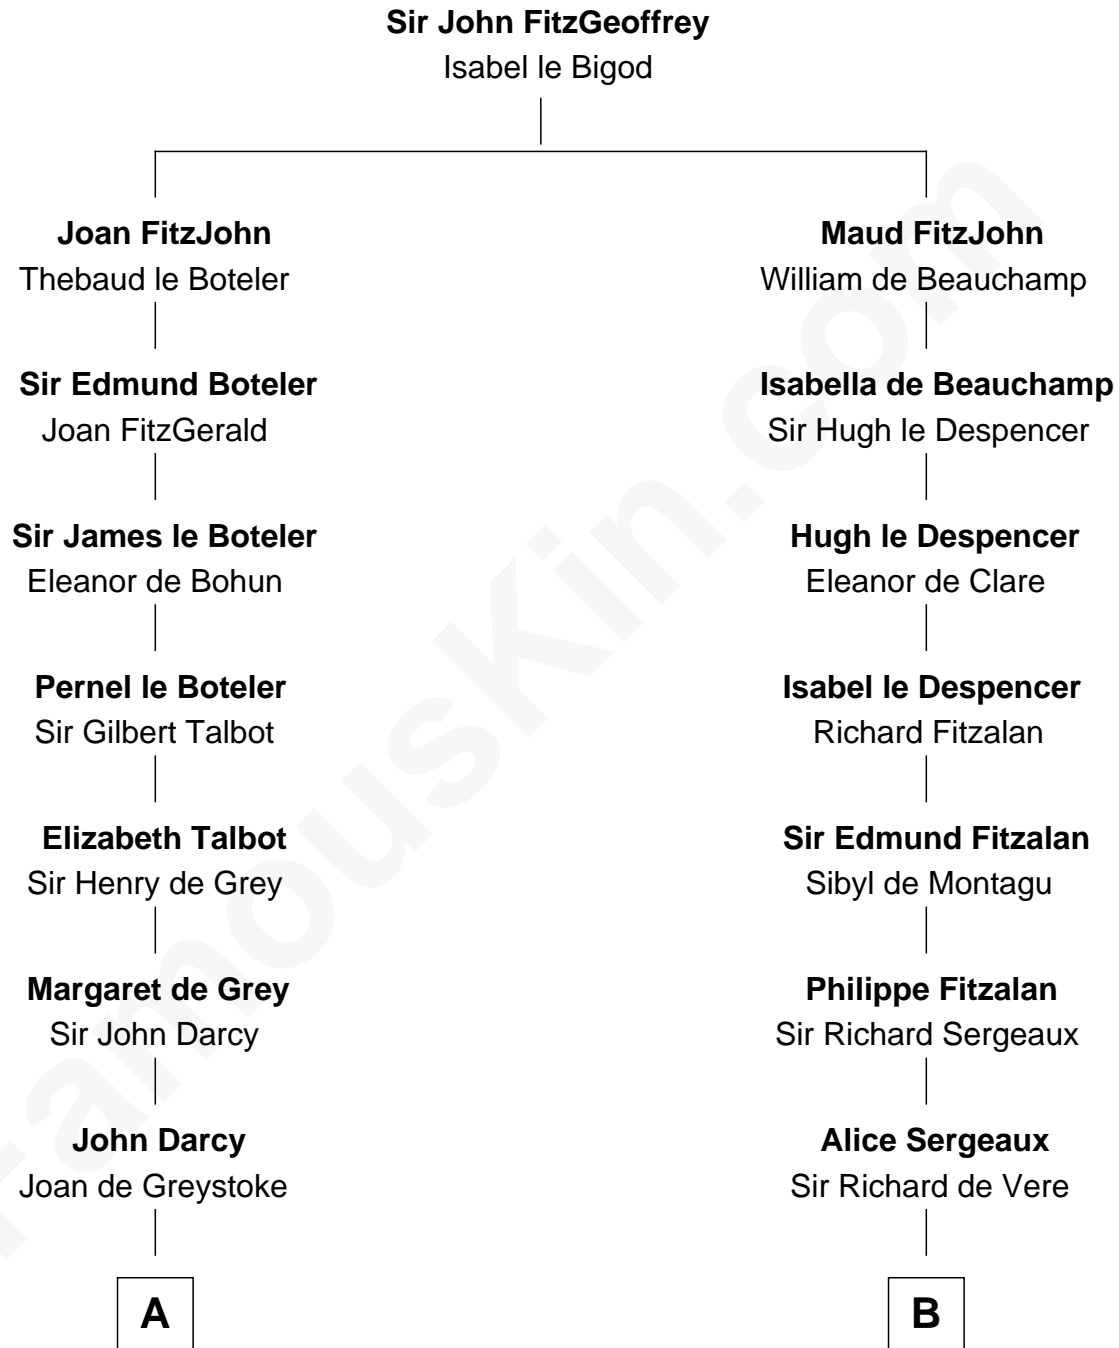 Sir John FitzGeoffrey
Isabel le Bigod
Joan FitzJohn
Thebaud le Boteler
Maud FitzJohn
William de Beauchamp
Sir Edmund Boteler
Joan FitzGerald
Isabella de Beauchamp
Sir Hugh le Despencer
Sir James le Boteler
Eleanor de Bohun
Hugh le Despencer
Eleanor de Clare
Pernel le Boteler
Sir Gilbert Talbot
Isabel le Despencer
Richard Fitzalan
Elizabeth Talbot
Sir Henry de Grey
Sir Edmund Fitzalan
Sibyl de Montagu
Margaret de Grey
Sir John Darcy
Philippe Fitzalan
Sir Richard Sergeaux
John Darcy
Joan de Greystoke
Alice Sergeaux
Sir Richard de Vere
A
B
FamousKin.com